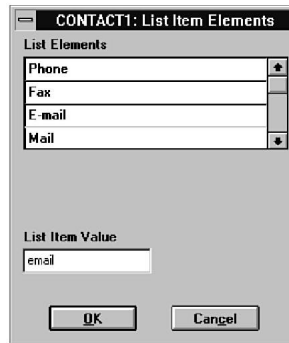 CONTACT1: List Item Elements
List Elements
Phone
Fax
E-mail
Mail
List Item Value
email
OK Cancel